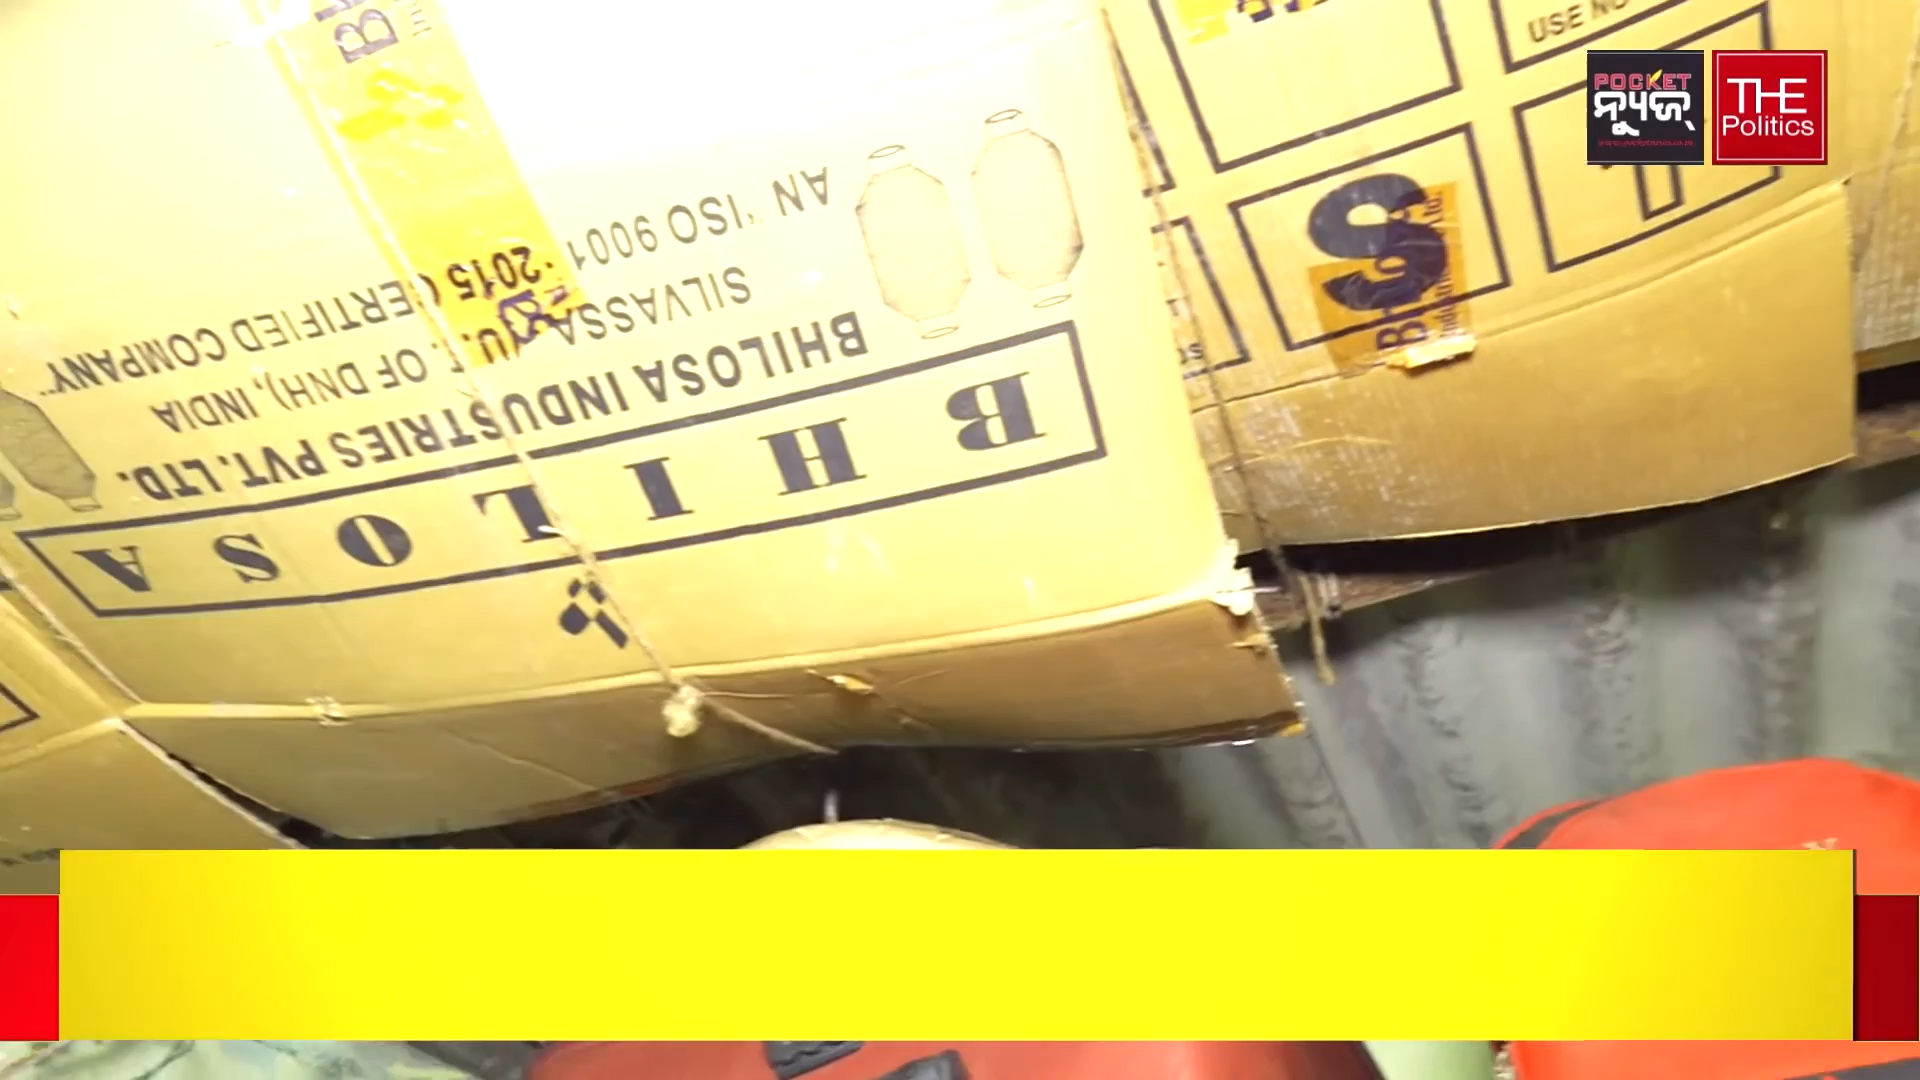 POCKET
ନ୍ୟୁଜ୍
THE
Politics
USE NO
S
BHILOSA
BHILOSA INDUSTRIES PVT. LTD.
SILVASSA (U. T. OF DNH), INDIA
AN "ISO 9001 : 2015 CERTIFIED COMPANY"